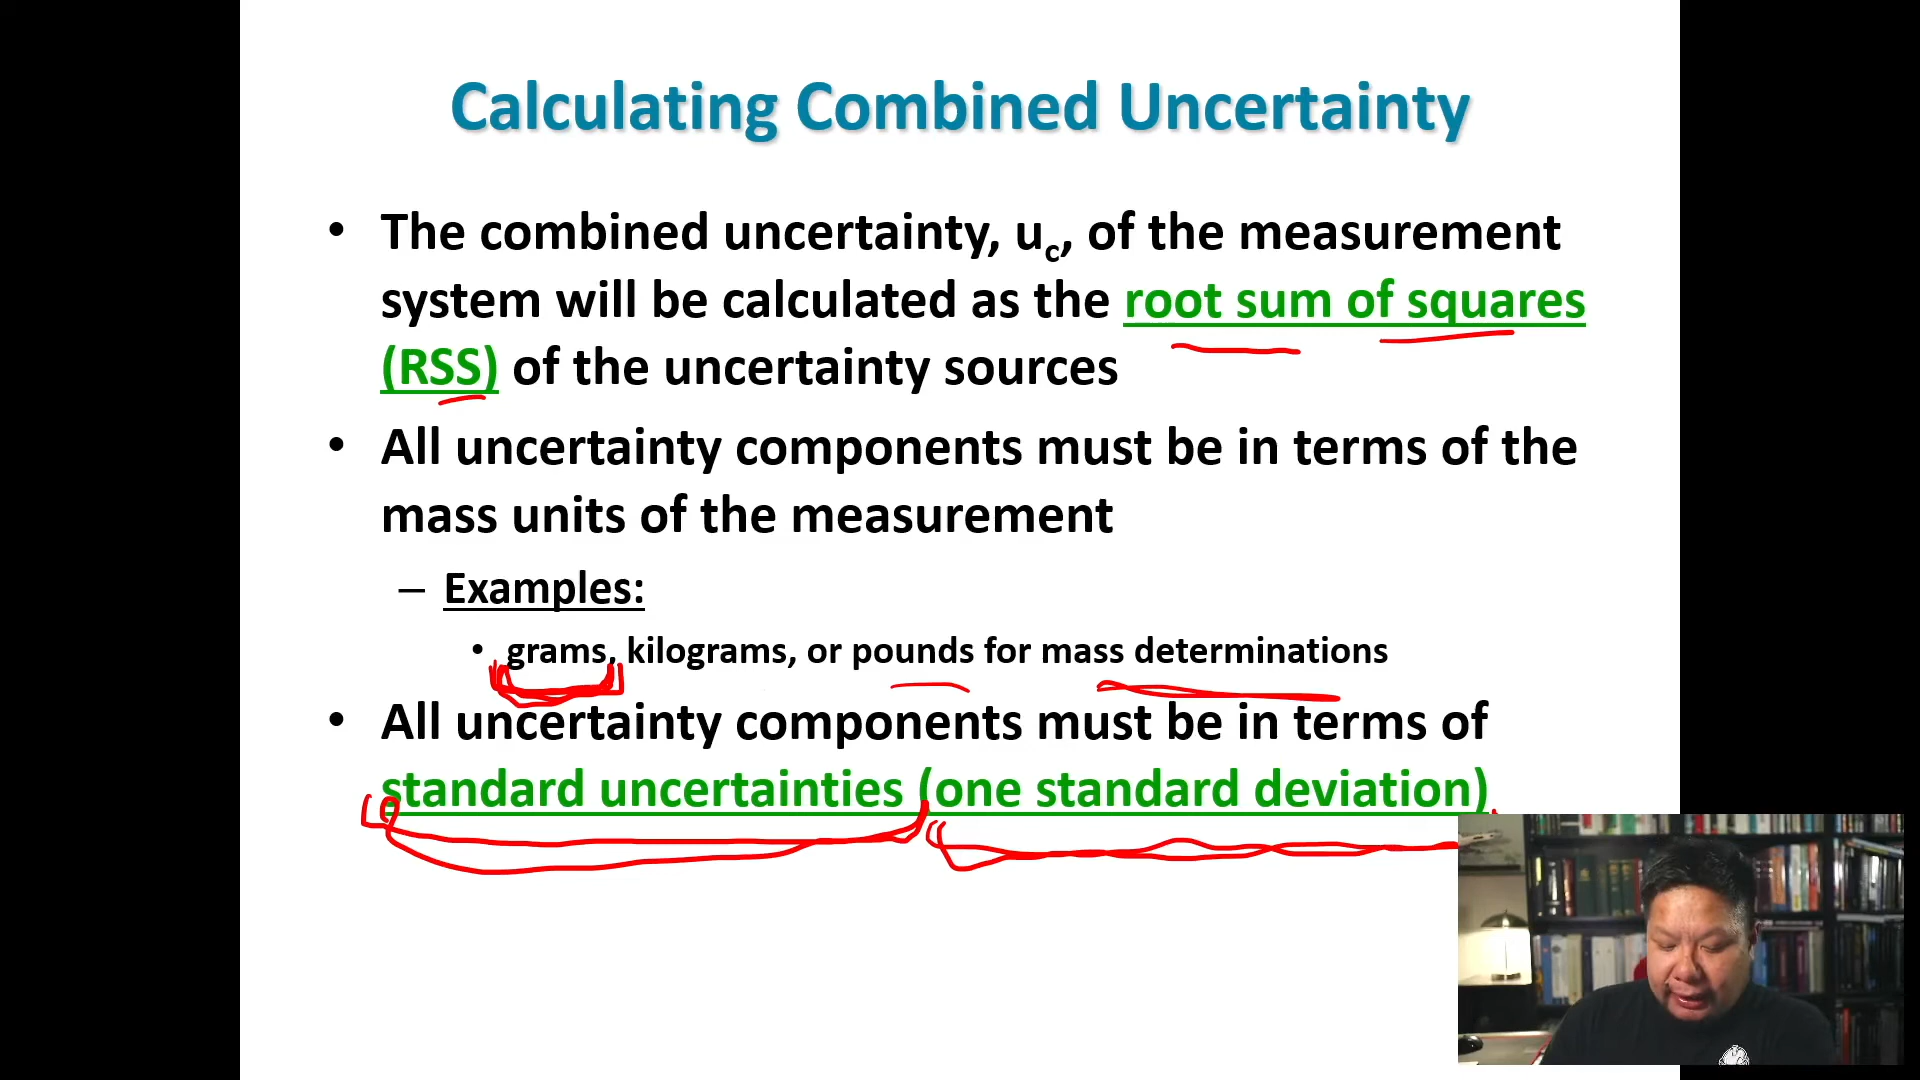 Calculating Combined Uncertainty
• The combined uncertainty, uc, of the measurement
system will be calculated as the root sum of squares
(RSS) of the uncertainty sources
• All uncertainty components must be in terms of the
mass units of the measurement
– Examples:
• grams, kilograms, or pounds for mass determinations
• All uncertainty components must be in terms of
standard uncertainties (one standard deviation)